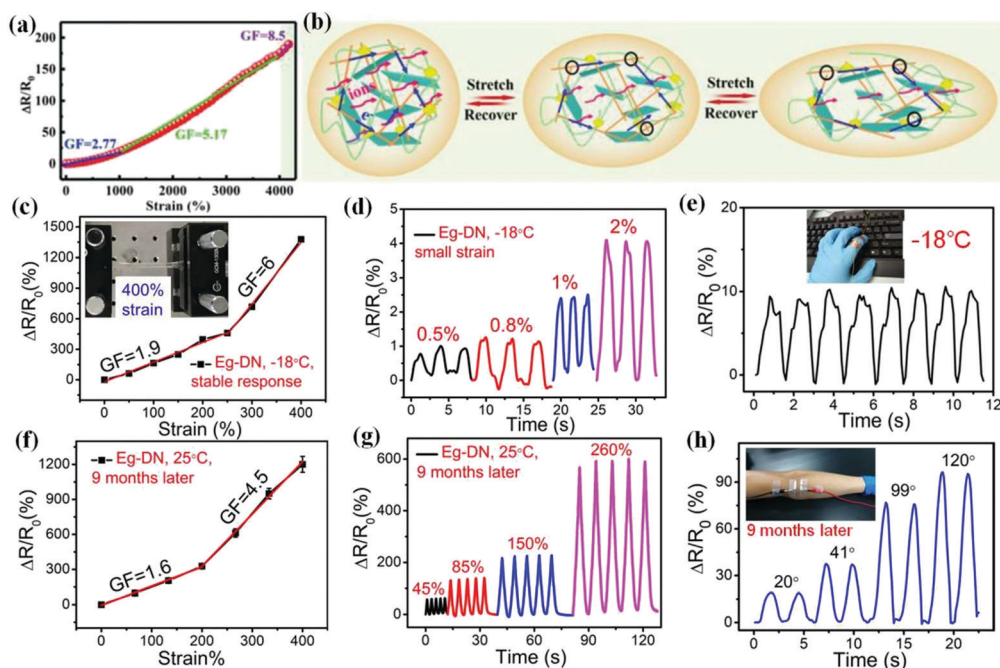 (a)
200
150
100
50
0
ΔR/R₀
GF=8.5
GF=5.17
GF=2.77
0 1000 2000 3000 4000
Strain (%)
(b)
ions
e⁻
Stretch
Recover
Stretch
Recover
(c)
1500
1200
900
600
300
0
ΔR/R₀ (%)
400%
strain
GF=6
GF=1.9
Eg-DN, -18°C,
stable response
0 100 200 300 400
Strain (%)
(d)
6
5
4
3
2
1
0
ΔR/R₀ (%)
Eg-DN, -18°C
small strain
2%
1%
0.5%
0.8%
0 5 10 15 20 25 30
Time (s)
(e)
20
10
0
ΔR/R₀ (%)
-18°C
0 2 4 6 8 10 12
Time (s)
(f)
1200
900
600
300
0
ΔR/R₀ (%)
Eg-DN, 25°C,
9 months later
GF=4.5
GF=1.6
0 100 200 300 400
Strain%
(g)
600
400
200
0
ΔR/R₀ (%)
Eg-DN, 25°C,
9 months later
260%
150%
85%
45%
0 30 60 90 120
Time (s)
(h)
100
75
50
25
0
ΔR/R₀(%)
9 months later
20°
41°
99°
120°
0 5 10 15 20
Time (s)